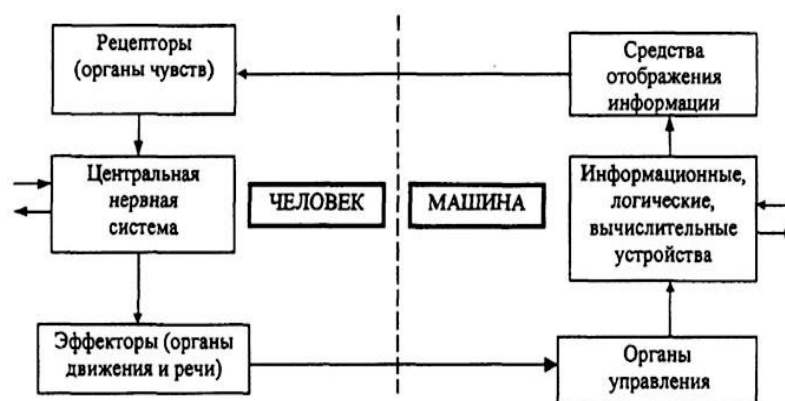 Рецепторы
(органы чувств)
Средства
отображения
информации
Центральная
нервная
система
ЧЕЛОВЕК
МАШИНА
Информационные,
логические,
вычислительные
устройства
Эффекторы (органы
движения и речи)
Органы
управления